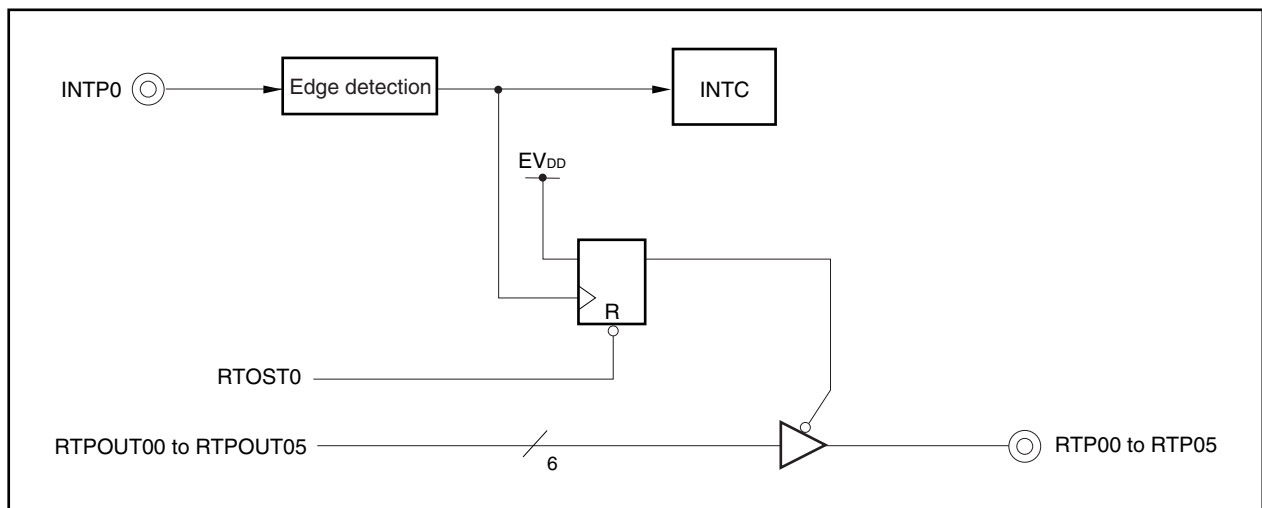 INTP0
Edge detection
INTC
EVDD
R
RTOST0
RTPOUT00 to RTPOUT05
6
RTP00 to RTP05